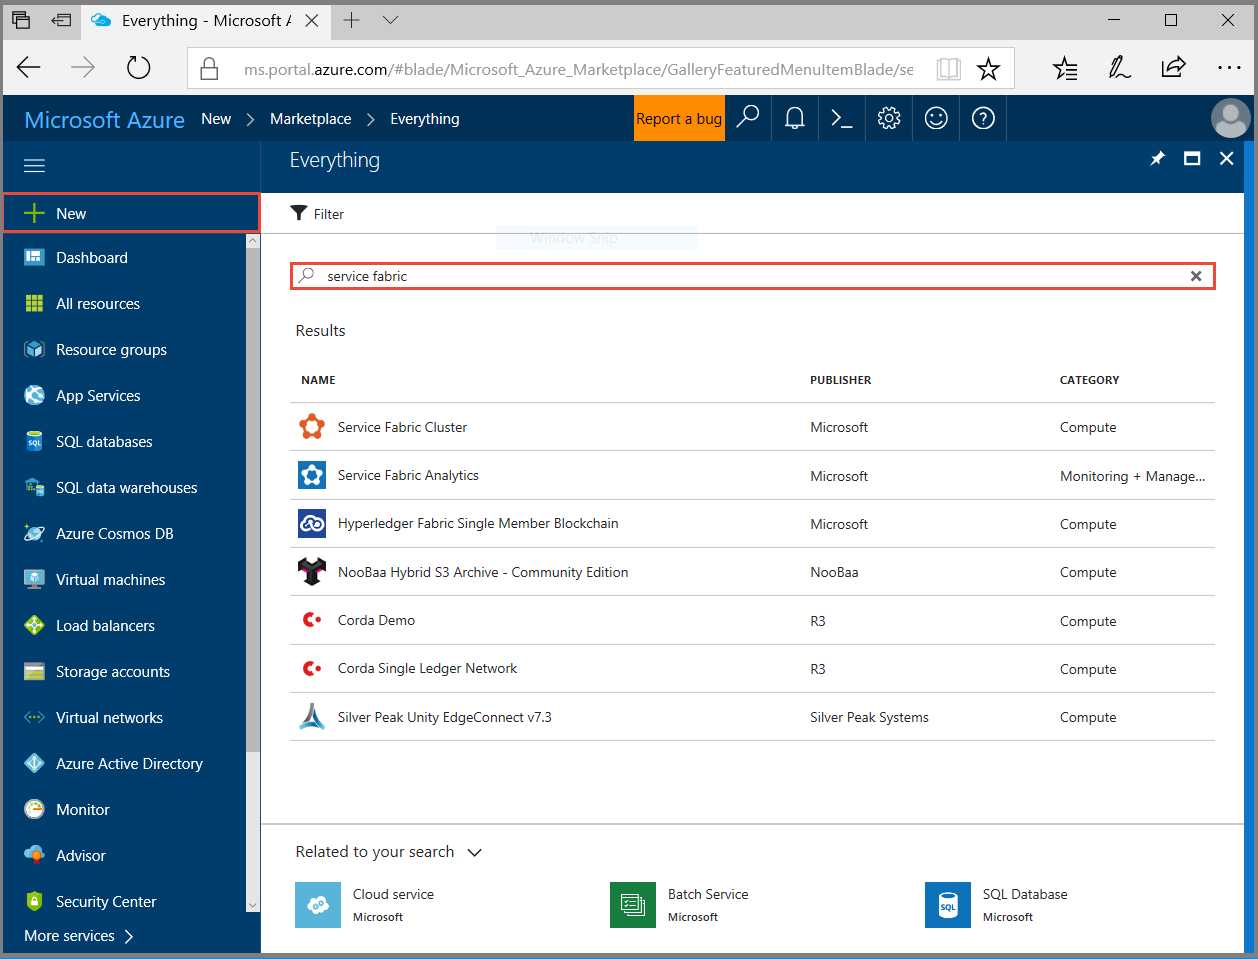 Everything - Microsoft A
ms.portal.azure.com/#blade/Microsoft_Azure_Marketplace/GalleryFeaturedMenuItemBlade/se
Microsoft Azure New > Marketplace > Everything Report a bug
Everything
New
Filter
Window Snip
Dashboard
service fabric
All resources
Results
Resource groups
NAME PUBLISHER CATEGORY
App Services
Service Fabric Cluster Microsoft Compute
SQL databases
Service Fabric Analytics Microsoft Monitoring + Manage...
SQL data warehouses
Hyperledger Fabric Single Member Blockchain Microsoft Compute
Azure Cosmos DB
NooBaa Hybrid S3 Archive - Community Edition NooBaa Compute
Virtual machines
Corda Demo R3 Compute
Load balancers
Corda Single Ledger Network R3 Compute
Storage accounts
Silver Peak Unity EdgeConnect v7.3 Silver Peak Systems Compute
Virtual networks
Azure Active Directory
Monitor
Advisor
Security Center
More services >
Related to your search
Cloud service
Microsoft
Batch Service
Microsoft
SQL
SQL Database
Microsoft